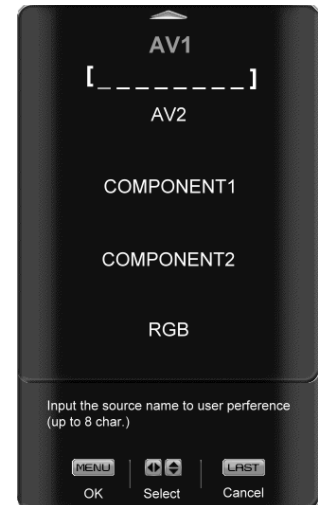 AV1
[_ _ _ _ _ _ _ _]
AV2
COMPONENT1
COMPONENT2
RGB
Input the source name to user perference
(up to 8 char.)
MENU LAST
OK Select Cancel